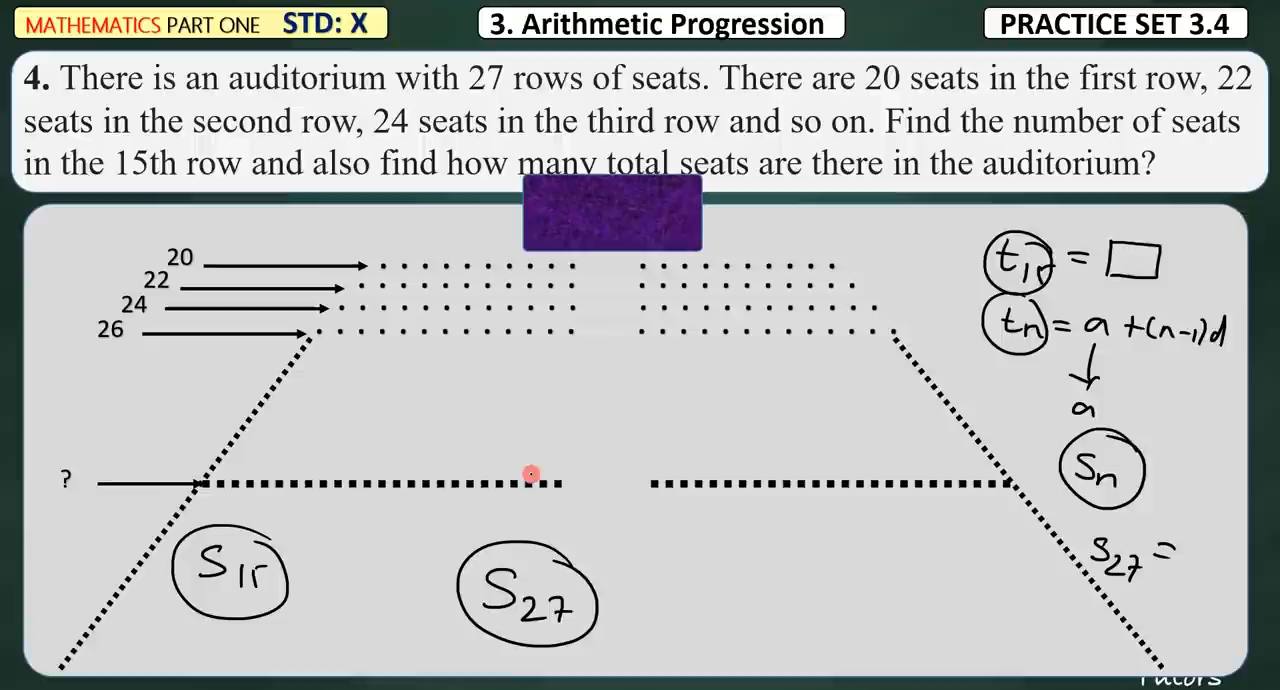 MATHEMATICS PART ONE STD: X
3. Arithmetic Progression
PRACTICE SET 3.4
4. There is an auditorium with 27 rows of seats. There are 20 seats in the first row, 22
seats in the second row, 24 seats in the third row and so on. Find the number of seats
in the 15th row and also find how many total seats are there in the auditorium?
20
22
24
26
?
t15 = □
tn = a + (n-1)d
a
Sn
S27 =
S15
S27
Tutors